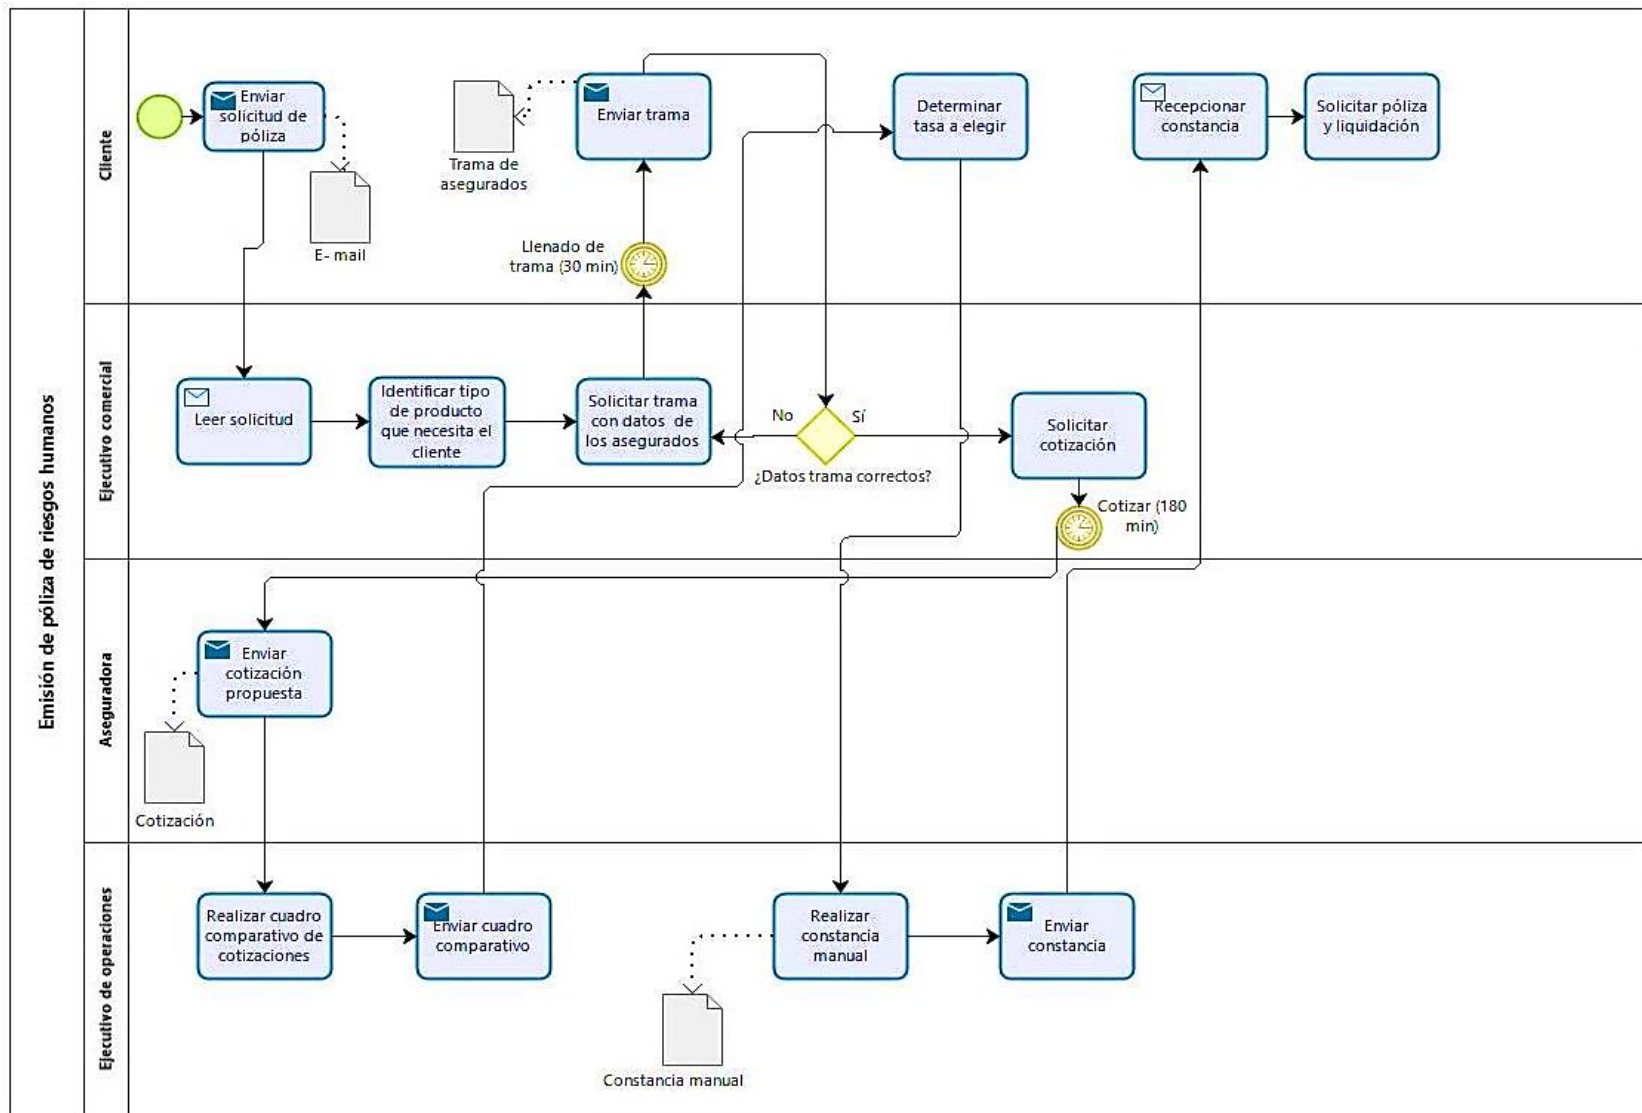 Emisión de póliza de riesgos humanos
Cliente
Enviar
solicitud de
póliza
E- mail
Trama de
asegurados
Enviar trama
Llenado de
trama (30 min)
Determinar
tasa a elegir
Recepcionar
constancia
Solicitar póliza
y liquidación
Ejecutivo comercial
Leer solicitud
Identificar tipo
de producto
que necesita el
cliente
Solicitar trama
con datos de
los asegurados
No
Sí
¿Datos trama correctos?
Solicitar
cotización
Cotizar (180
min)
Aseguradora
Enviar
cotización
propuesta
Cotización
Ejecutivo de operaciones
Realizar cuadro
comparativo de
cotizaciones
Enviar cuadro
comparativo
Realizar
constancia
manual
Enviar
constancia
Constancia manual